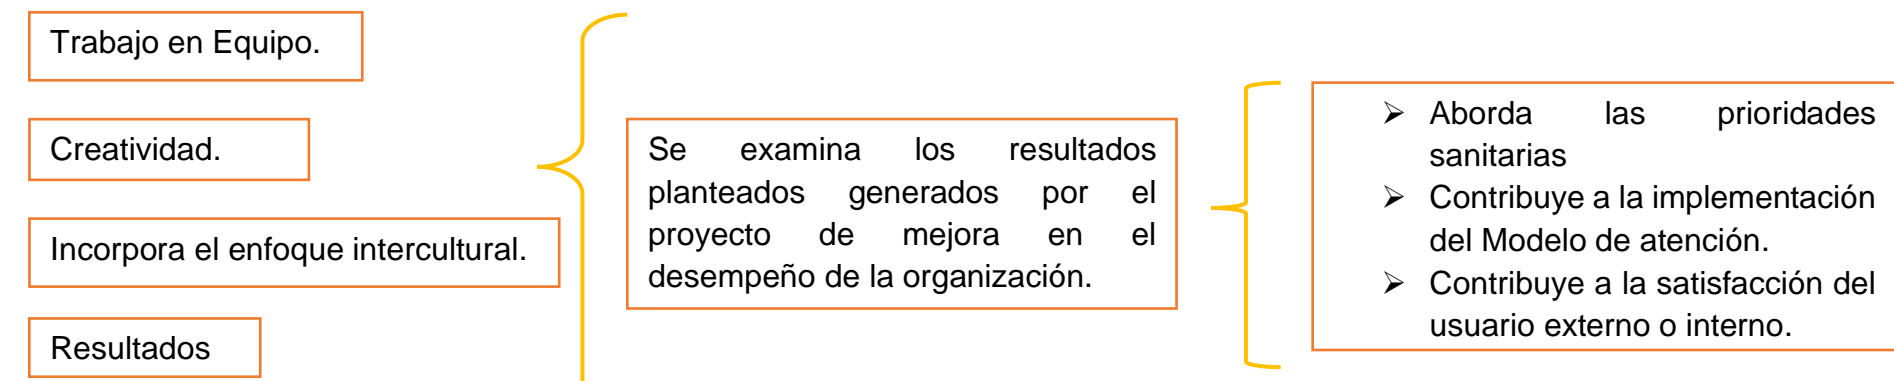 Trabajo en Equipo.
Creatividad.
Incorpora el enfoque intercultural.
Resultados
Se examina los resultados
planteados generados por el
proyecto de mejora en el
desempeño de la organización.
➢ Aborda las prioridades
sanitarias
➢ Contribuye a la implementación
del Modelo de atención.
➢ Contribuye a la satisfacción del
usuario externo o interno.